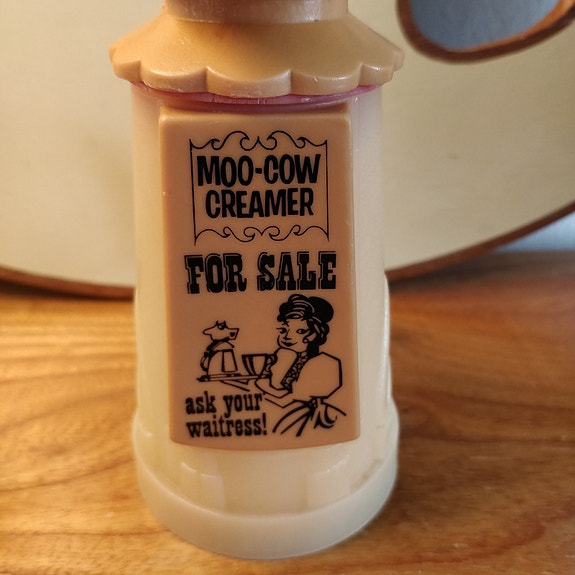 MOO-COW
CREAMER
FOR SALE
ask your
waitress!